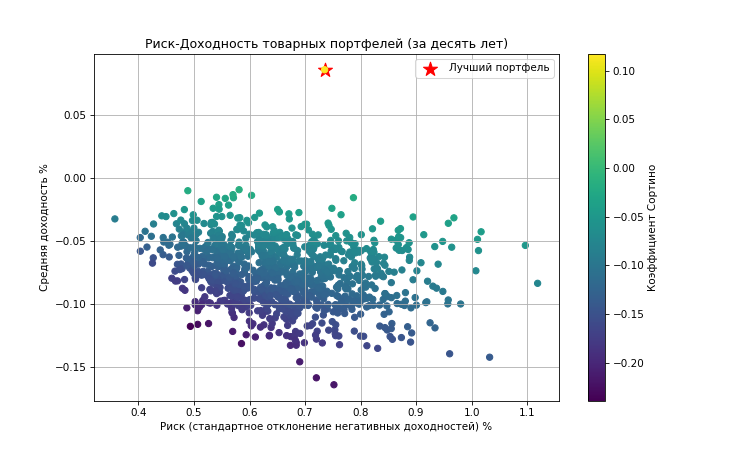 Риск-Доходность товарных портфелей (за десять лет)
Лучший портфель
Средняя доходность %
0.05
0.00
−0.05
−0.10
−0.15
0.4 0.5 0.6 0.7 0.8 0.9 1.0 1.1
Риск (стандартное отклонение негативных доходностей) %
0.10
0.05
0.00
−0.05
−0.10
−0.15
−0.20
Коэффициент Сортино